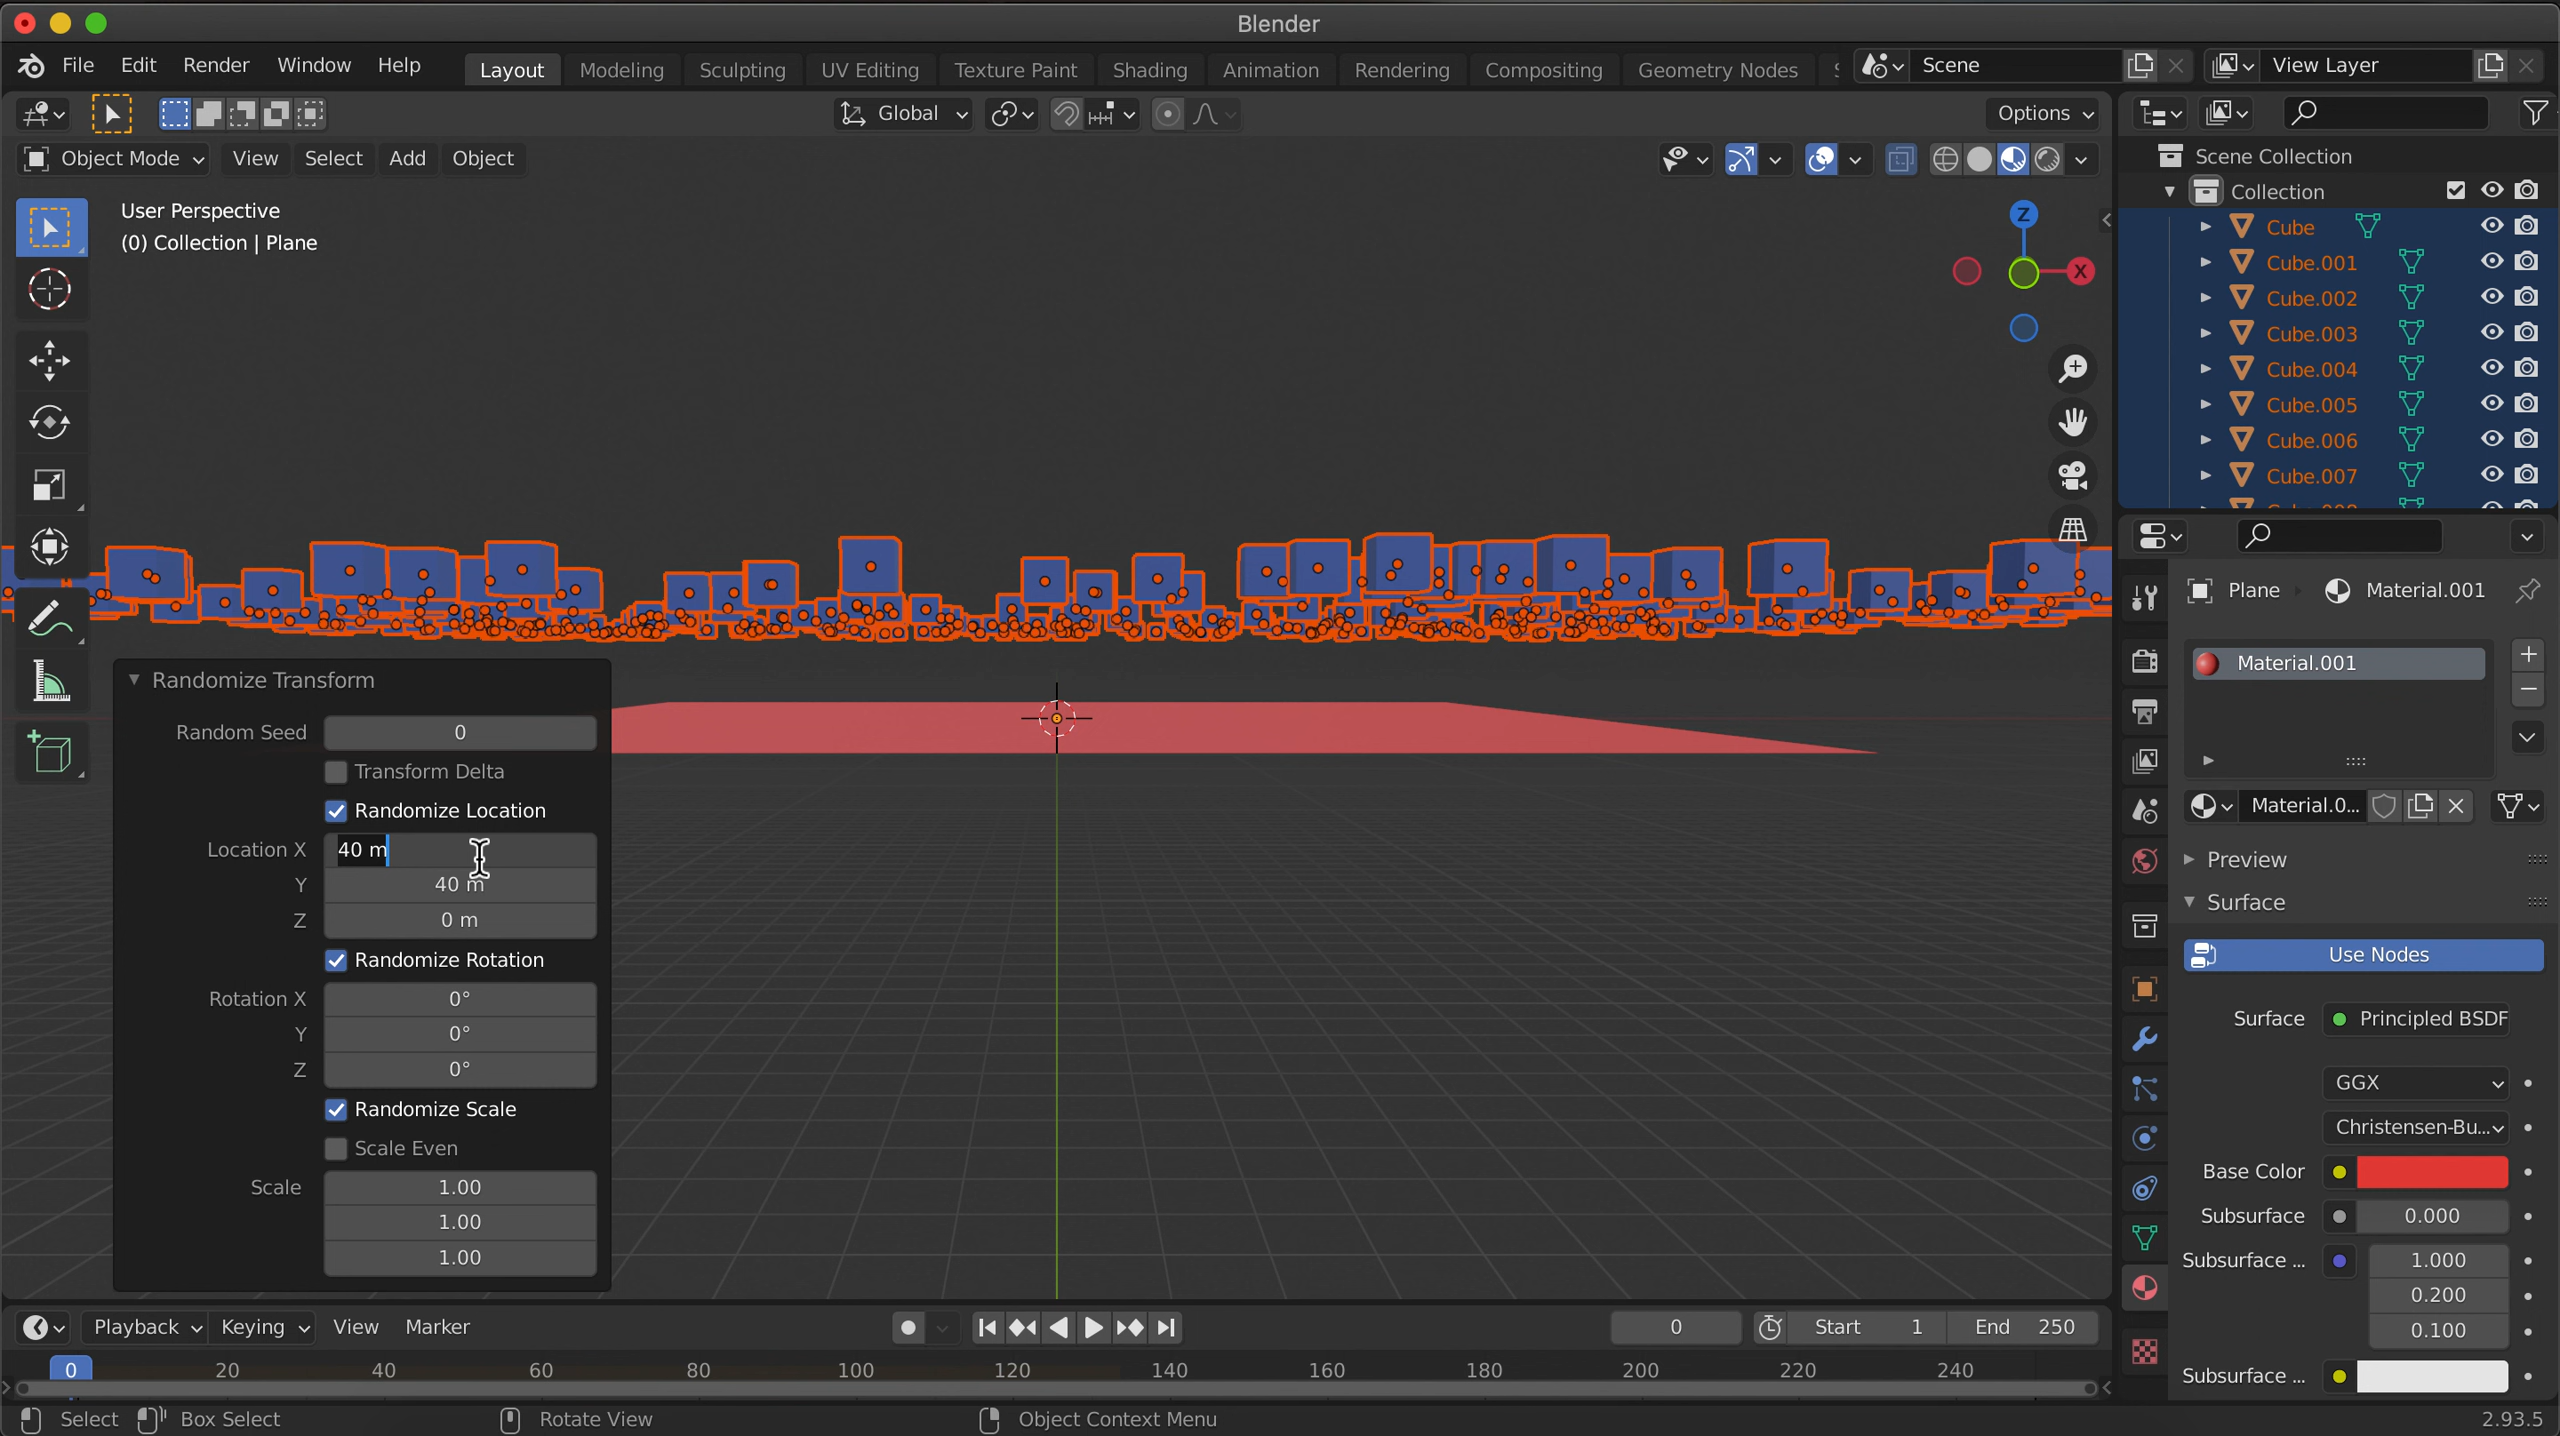 Blender
File Edit Render Window Help Layout Modeling Sculpting UV Editing Texture Paint Shading Animation Rendering Compositing Geometry Nodes Scene View Layer
Global Options
Object Mode View Select Add Object
User Perspective
(0) Collection | Plane
Z
X
Scene Collection
Collection
Cube
Cube.001
Cube.002
Cube.003
Cube.004
Cube.005
Cube.006
Cube.007
Plane Material.001
Material.001
Material.0...
Preview
Surface
Use Nodes
Surface Principled BSDF
GGX
Christensen-Bu...
Base Color
Subsurface 0.000
Subsurface ... 1.000
0.200
0.100
Subsurface ...
Randomize Transform
Random Seed 0
Transform Delta
Randomize Location
Location X 40 m
Y 40 m
Z 0 m
Randomize Rotation
Rotation X 0°
Y 0°
Z 0°
Randomize Scale
Scale Even
Scale 1.00
1.00
1.00
Playback Keying View Marker 0 Start 1 End 250
0 20 40 60 80 100 120 140 160 180 200 220 240
Select Box Select Rotate View Object Context Menu 2.93.5